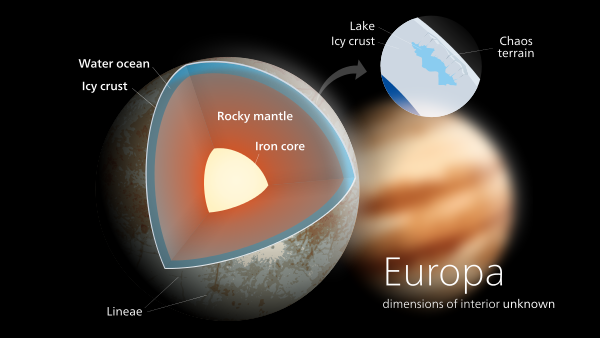 Lake
Icy crust
Chaos
terrain
Water ocean
Icy crust
Rocky mantle
Iron core
Lineae
Europa
dimensions of interior unknown